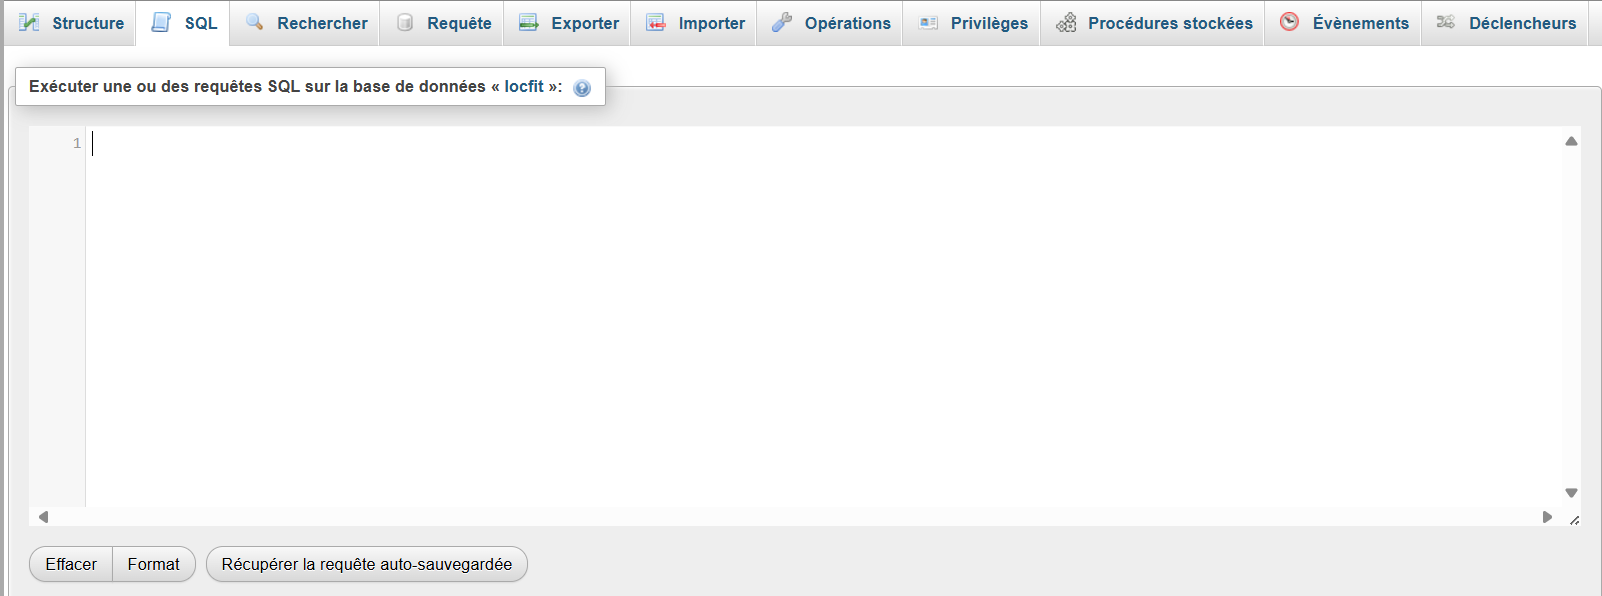 Structure SQL Rechercher Requête Exporter Importer Opérations Privilèges Procédures stockées Évènements Déclencheurs
Exécuter une ou des requêtes SQL sur la base de données « locfit »:
1
Effacer Format Récupérer la requête auto-sauvegardée